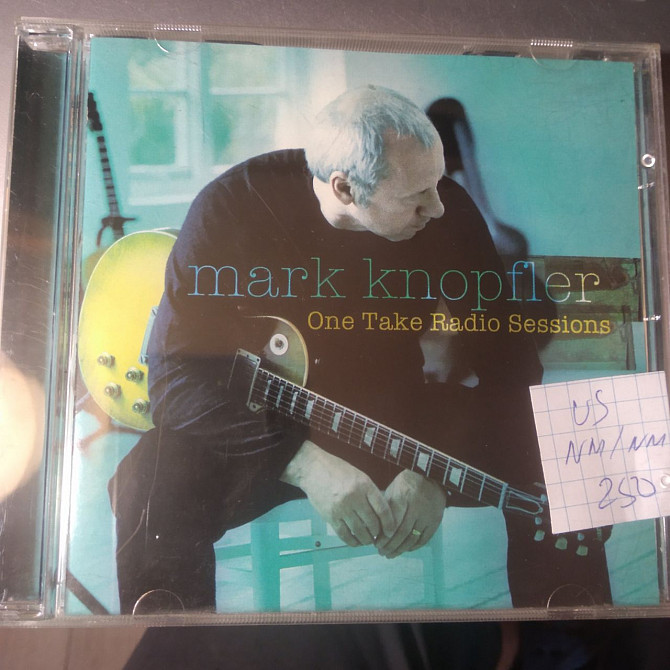 mark knopfler
One Take Radio Sessions
US
NM/NM
250